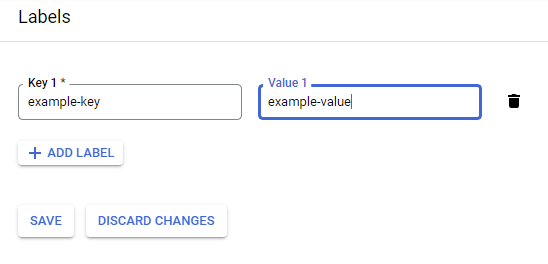 Labels
Key 1 * Value 1
example-key example-value
+ ADD LABEL
SAVE DISCARD CHANGES